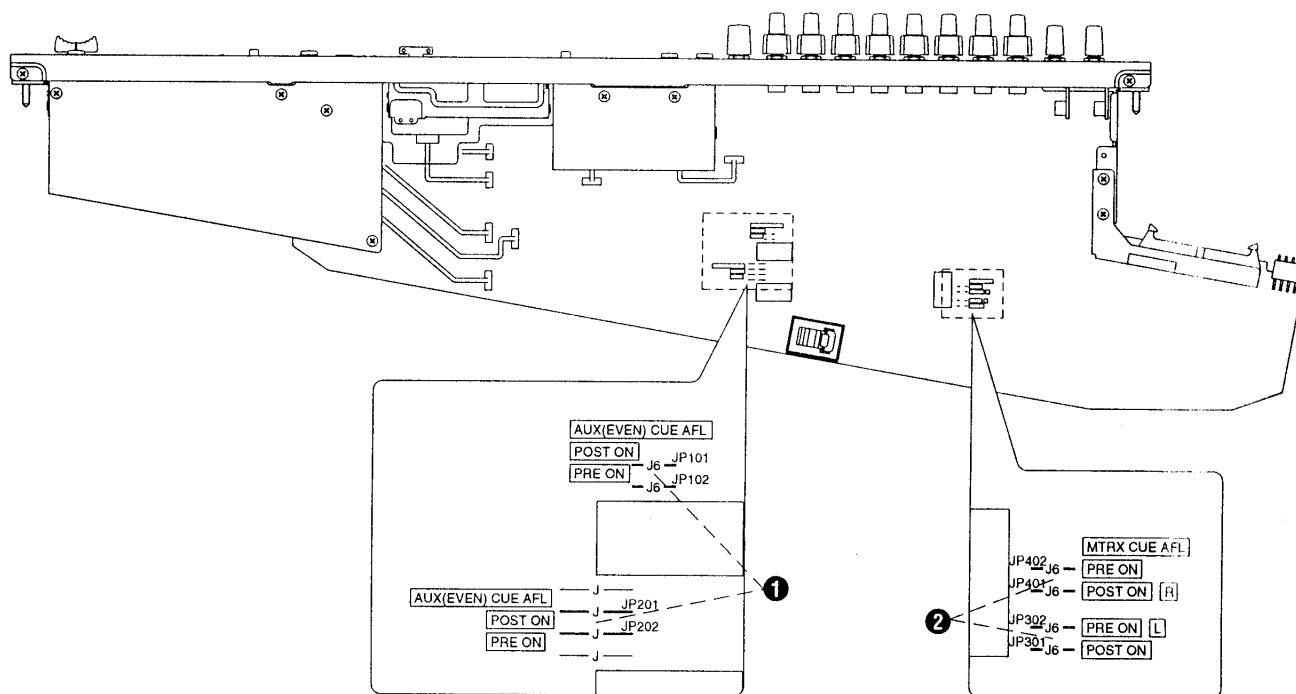 AUX(EVEN) CUE AFL
POST ON J6 JP101
PRE ON J6 JP102
1
J
AUX(EVEN) CUE AFL
J JP201
POST ON
J JP202
PRE ON
J
2
MTRX CUE AFL
JP402 J6 PRE ON
JP401 J6 POST ON R
JP302 J6 PRE ON L
JP301 J6 POST ON